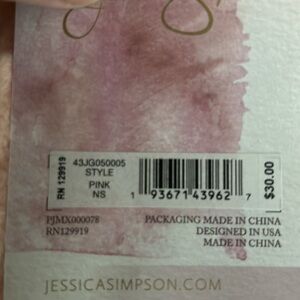 RN 129919
43JG050005
STYLE
PINK
NS
1 93671 43962 7
$30.00
PJMX000078
RN129919
PACKAGING MADE IN CHINA
DESIGNED IN USA
MADE IN CHINA
JESSICASIMPSON.COM